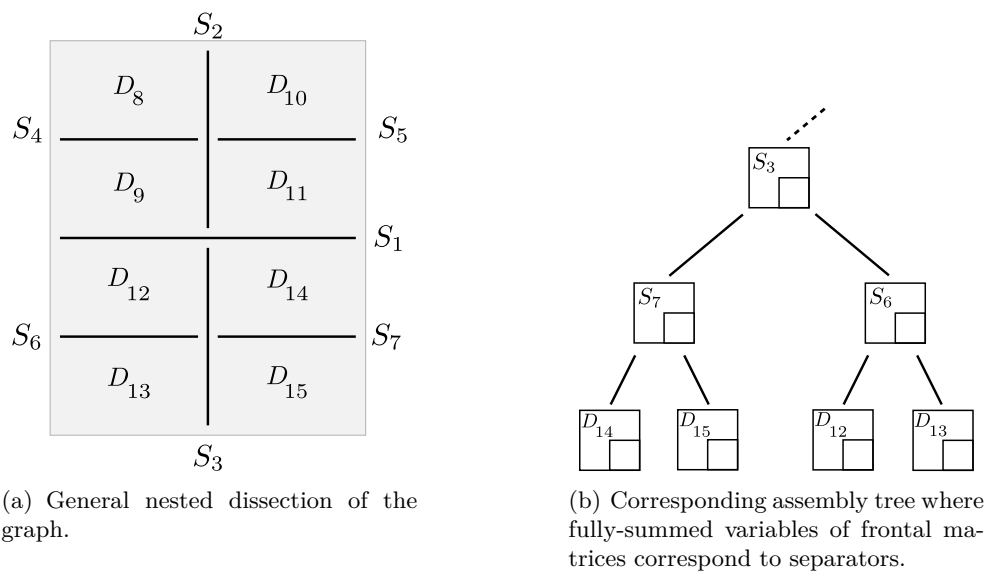 S2
D8 D10
S4 S5
D9 D11
S1
D12 D14
S6 S7
D13 D15
S3
(a) General nested dissection of the
graph.
S3
S7 S6
D14 D15 D12 D13
(b) Corresponding assembly tree where
fully-summed variables of frontal ma-
trices correspond to separators.